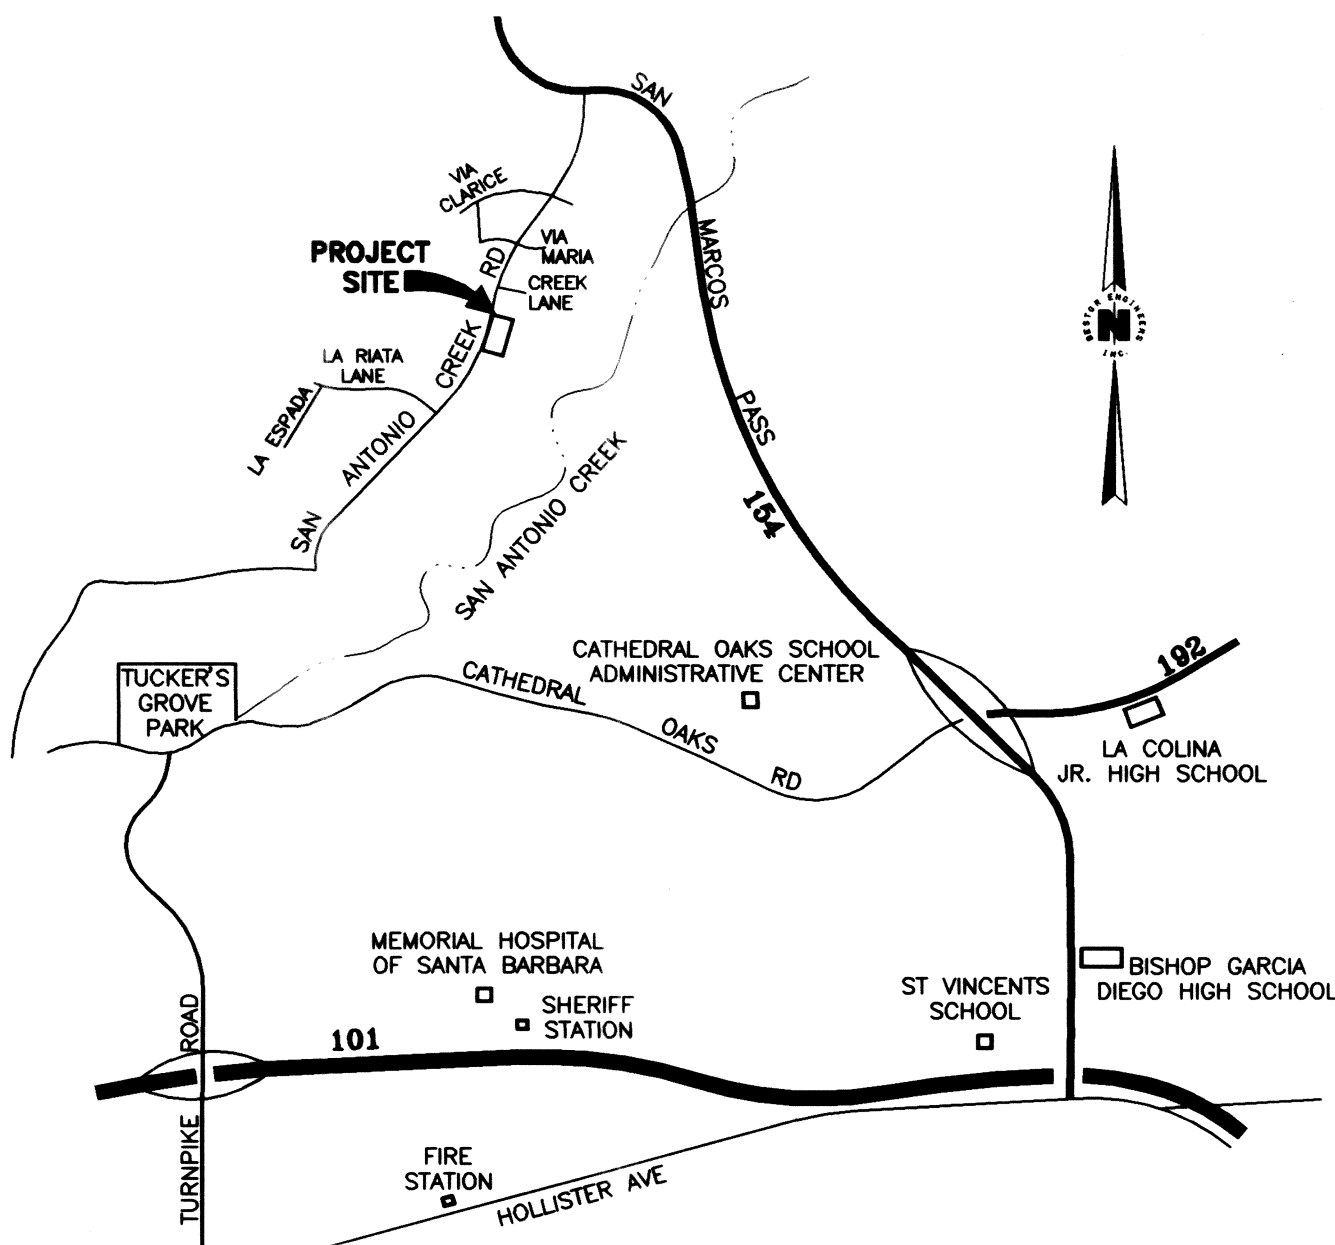 SAN
MARCOS
PASS
154
VIA
CLARICE
VIA
MARIA
PROJECT
SITE
CREEK
LANE
SAN ANTONIO CREEK RD
LA RIATA
LANE
LA ESPADA
BESTOR ENGINEERS
INC.
N
SAN ANTONIO CREEK
CATHEDRAL OAKS SCHOOL
ADMINISTRATIVE CENTER
192
TUCKER'S
GROVE
PARK
CATHEDRAL OAKS RD
LA COLINA
JR. HIGH SCHOOL
MEMORIAL HOSPITAL
OF SANTA BARBARA
SHERIFF
STATION
ST VINCENTS
SCHOOL
BISHOP GARCIA
DIEGO HIGH SCHOOL
101
TURNPIKE ROAD
FIRE
STATION
HOLLISTER AVE